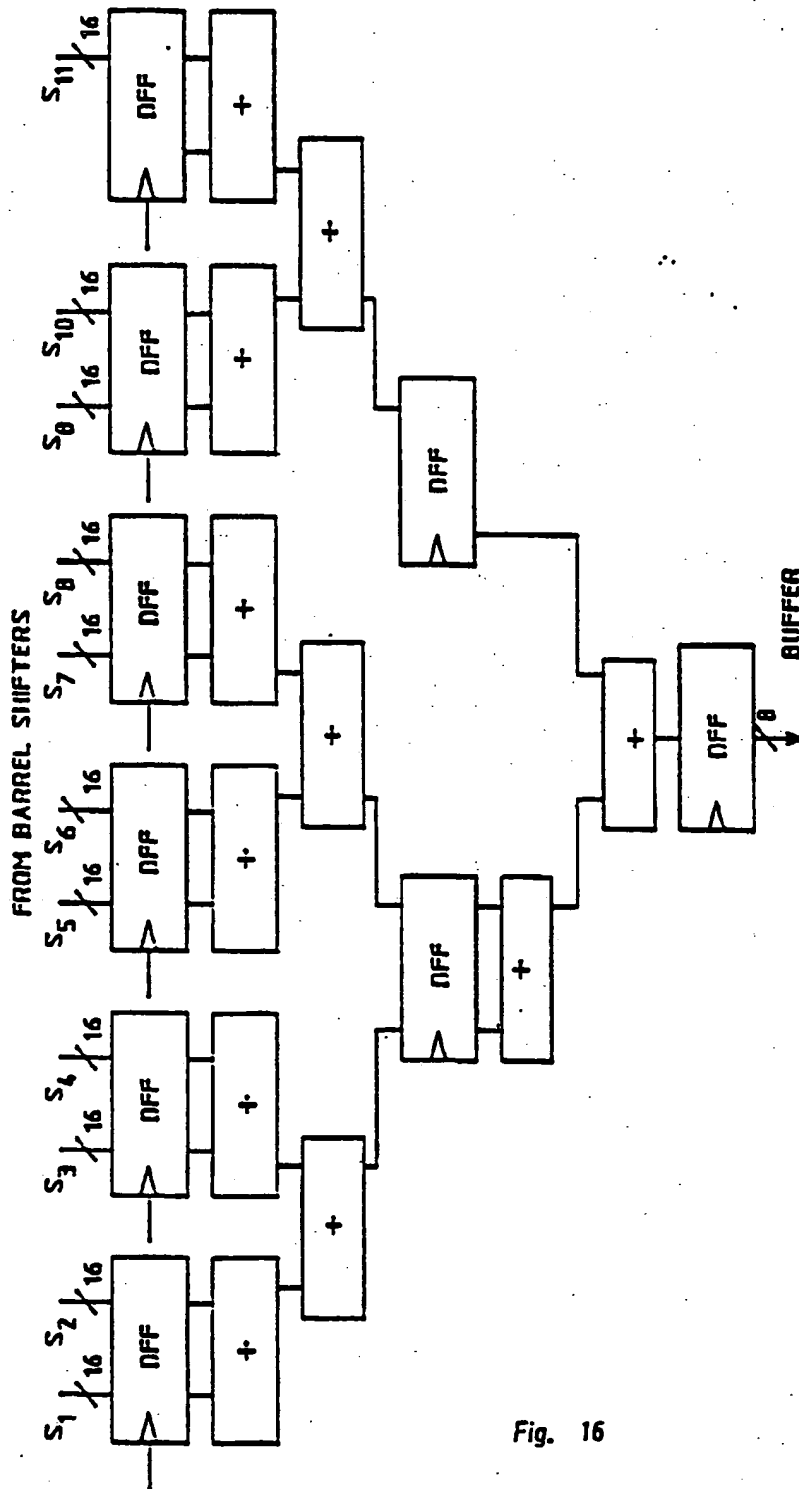 FROM BARREL SHIFTERS
S1 16 S2 16 S3 16 S4 16 S5 16 S6 16 S7 16 S8 16 S9 16 S10 16 S11 16
DFF DFF DFF DFF DFF DFF
+ + + + + +
+ + +
DFF DFF
+
+
DFF
8
BUFFER
Fig. 16